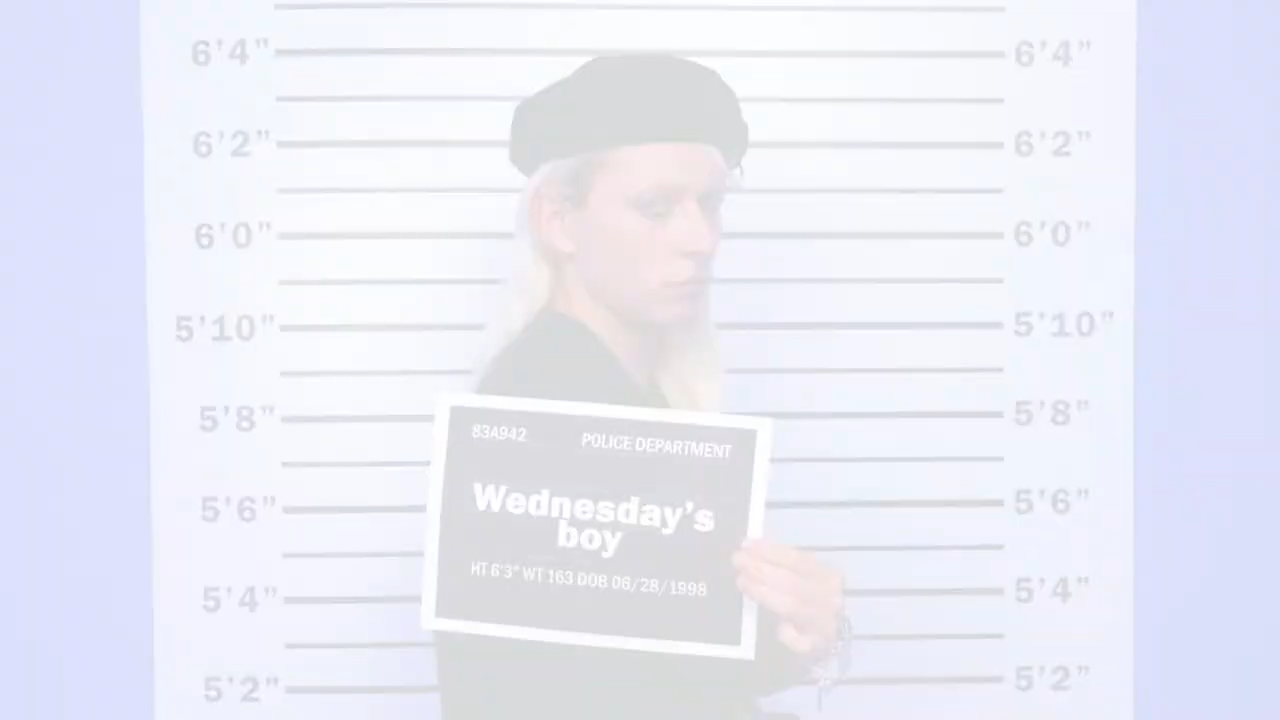 6'4" 6'4"
6'2" 6'2"
6'0" 6'0"
5'10" 5'10"
5'8" 5'8"
83A942 POLICE DEPARTMENT
Wednesday's
boy
HT 6'3" WT 163 DOB 06/28/1998
5'6" 5'6"
5'4" 5'4"
5'2" 5'2"